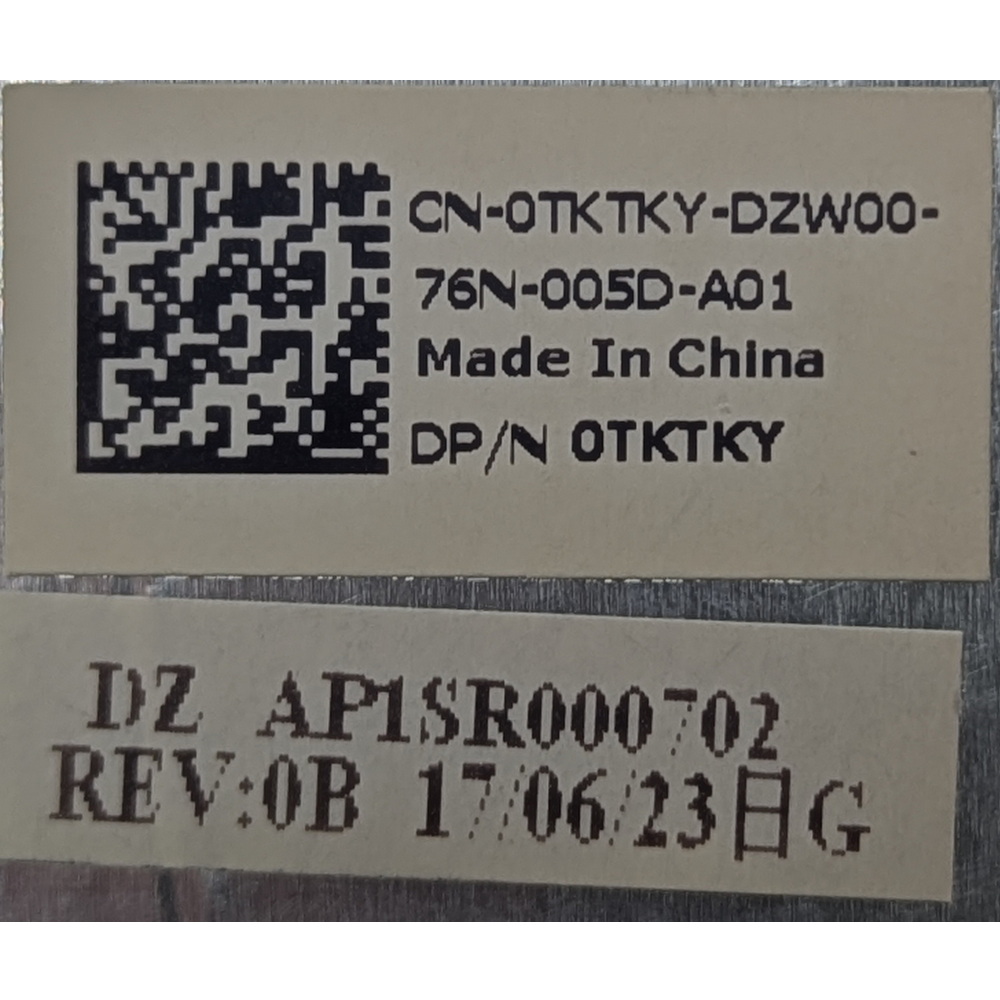 CN-0TKTKY-DZW00-
76N-005D-A01
Made In China
DP/N 0TKTKY
DZ AP1SR000702
REV:0B 17/06/23日G